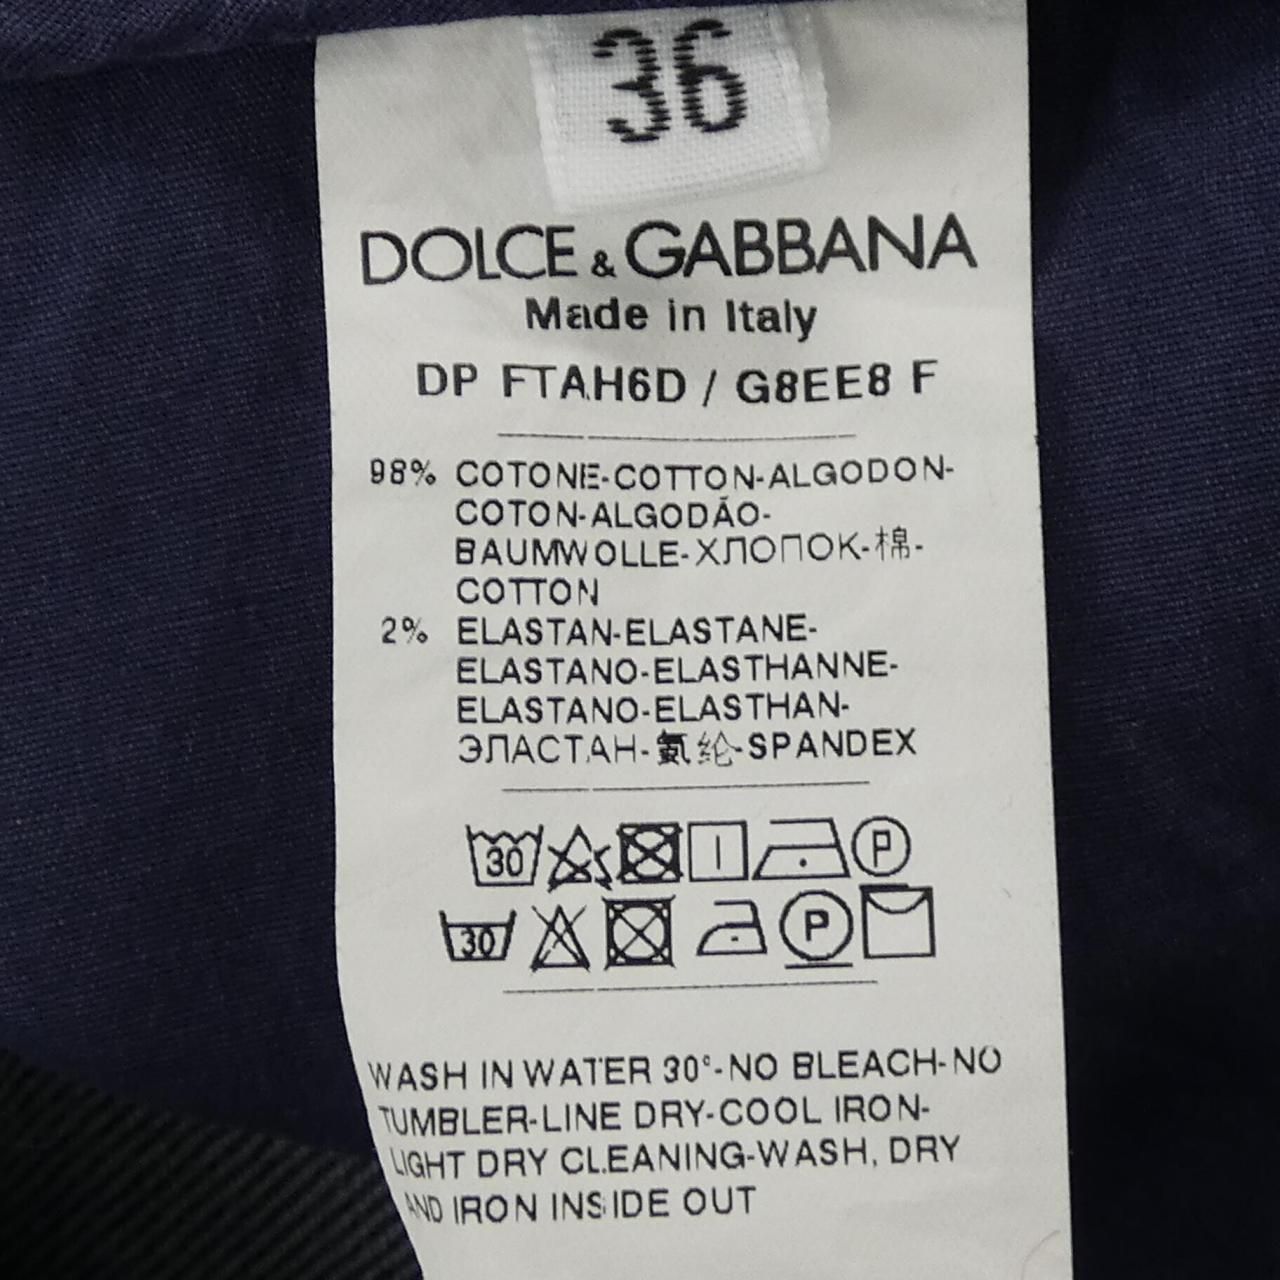 36
DOLCE & GABBANA
Made in Italy
DP FTAH6D / G8EE8 F
98% COTONE-COTTON-ALGODON-
COTON-ALGODÃO-
BAUMWOLLE-ХЛОПОК-棉-
COTTON
2% ELASTAN-ELASTANE-
ELASTANO-ELASTHANNE-
ELASTANO-ELASTHAN-
ЭЛАСТАН-氨纶-SPANDEX
30 P
30 P
WASH IN WATER 30°-NO BLEACH-NO
TUMBLER-LINE DRY-COOL IRON-
LIGHT DRY CLEANING-WASH, DRY
AND IRON INSIDE OUT